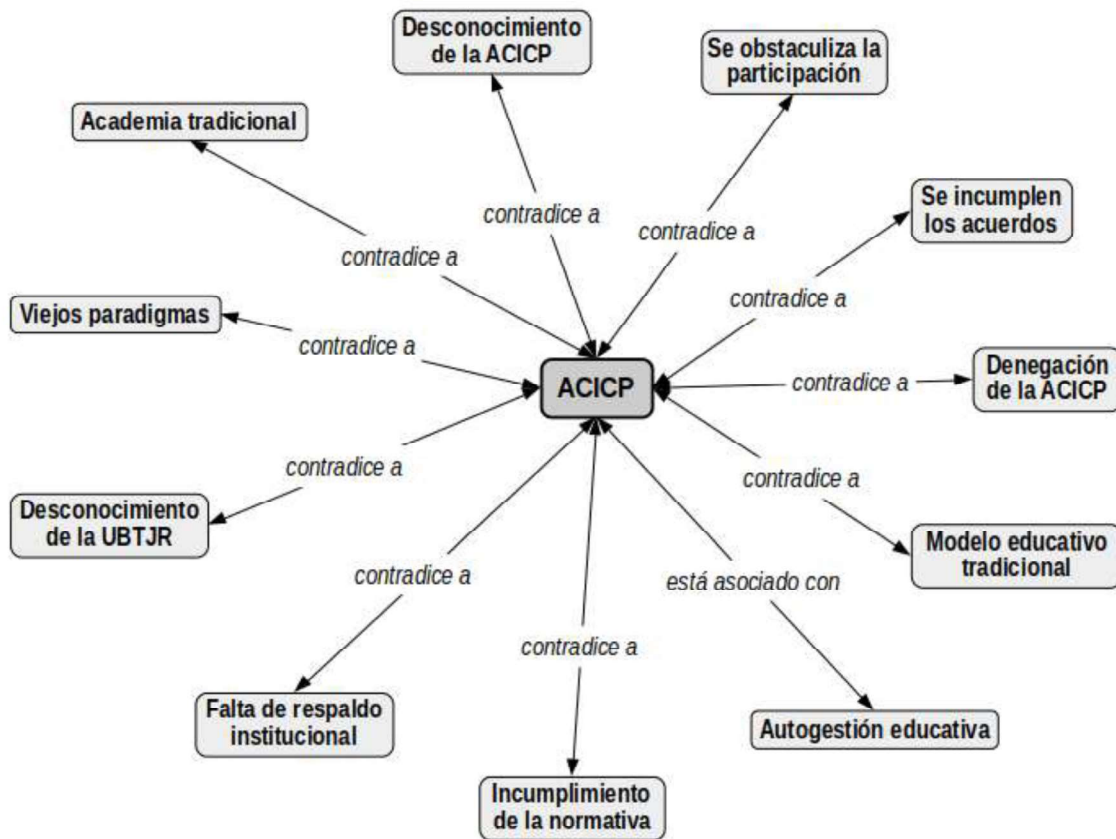 Desconocimiento
de la ACICP
Se obstaculiza la
participación
Academia tradicional
contradice a
contradice a
contradice a
Se incumplen
los acuerdos
contradice a
Viejos paradigmas
contradice a
ACICP
contradice a
Denegación
de la ACICP
contradice a
contradice a
Desconocimiento
de la UBTJR
Modelo educativo
tradicional
contradice a
está asociado con
contradice a
Falta de respaldo
institucional
Autogestión educativa
Incumplimiento
de la normativa